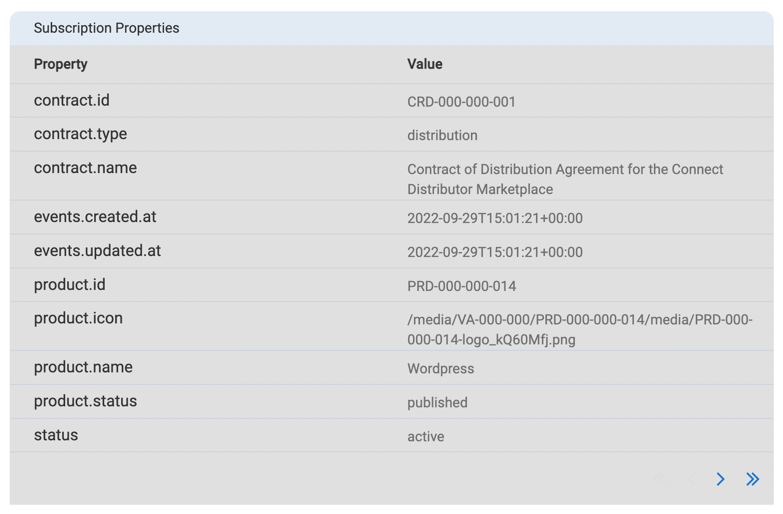 Subscription Properties
Property Value
contract.id CRD-000-000-001
contract.type distribution
contract.name Contract of Distribution Agreement for the Connect
Distributor Marketplace
events.created.at 2022-09-29T15:01:21+00:00
events.updated.at 2022-09-29T15:01:21+00:00
product.id PRD-000-000-014
product.icon /media/VA-000-000/PRD-000-000-014/media/PRD-000-
000-014-logo_kQ60Mfj.png
product.name Wordpress
product.status published
status active